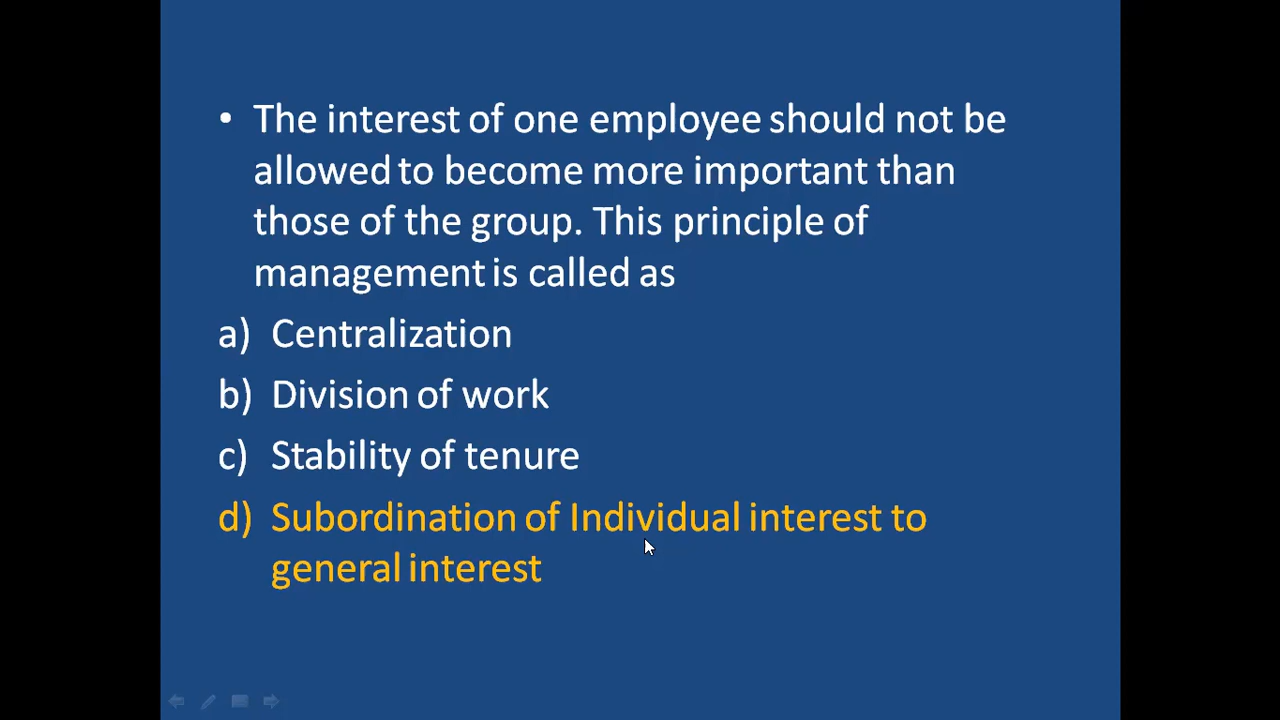 • The interest of one employee should not be
allowed to become more important than
those of the group. This principle of
management is called as
a) Centralization
b) Division of work
c) Stability of tenure
d) Subordination of Individual interest to
general interest